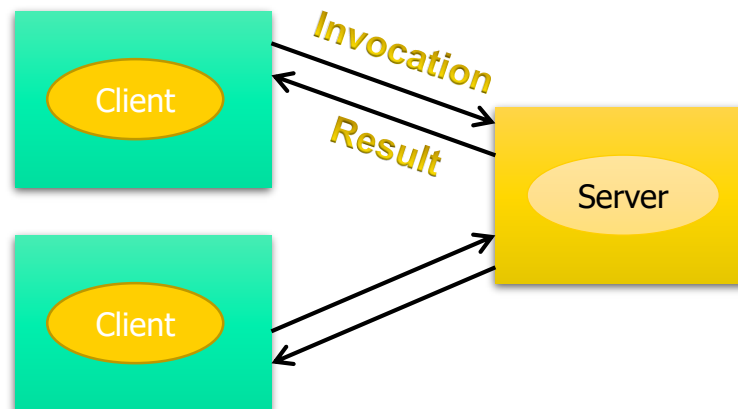 Invocation
Client
Result
Server
Client